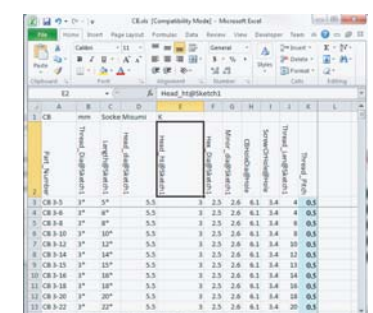 CB.xls [Compatibility Mode] - Microsoft Excel
File Home Insert Page Layout Formulas Data Review View Developer Team
Paste Calibri 11 General Styles Insert Delete Format
Clipboard Font Alignment Number Cells Editing
E2 fx Head_ht@Sketch1
A B C D E F G H I J K L
1 CB mm Socke Misumi K
2 Part_Number Thread_Dia@Sketch1 Length@Sketch1 Head_dia@Sketch1 Head_ht@Sketch1 Hex_Dia@Sketch1 Minor_dia@Sketch1 CBHoleDia@Hole ScrewCHole@Hole Thread_Len@Sketch1 Thread_Pitch
3 CB 3-5 3* 5* 5.5 3 2.5 2.6 6.1 3.4 4 0.5
4 CB 3-6 3* 6* 5.5 3 2.5 2.6 6.1 3.4 4 0.5
5 CB 3-8 3* 8* 5.5 3 2.5 2.6 6.1 3.4 6 0.5
6 CB 3-10 3* 10* 5.5 3 2.5 2.6 6.1 3.4 8 0.5
7 CB 3-12 3* 12* 5.5 3 2.5 2.6 6.1 3.4 10 0.5
8 CB 3-14 3* 14* 5.5 3 2.5 2.6 6.1 3.4 12 0.5
9 CB 3-15 3* 15* 5.5 3 2.5 2.6 6.1 3.4 13 0.5
10 CB 3-16 3* 16* 5.5 3 2.5 2.6 6.1 3.4 14 0.5
11 CB 3-18 3* 18* 5.5 3 2.5 2.6 6.1 3.4 16 0.5
12 CB 3-20 3* 20* 5.5 3 2.5 2.6 6.1 3.4 18 0.5
13 CB 3-22 3* 22* 5.5 3 2.5 2.6 6.1 3.4 20 0.5